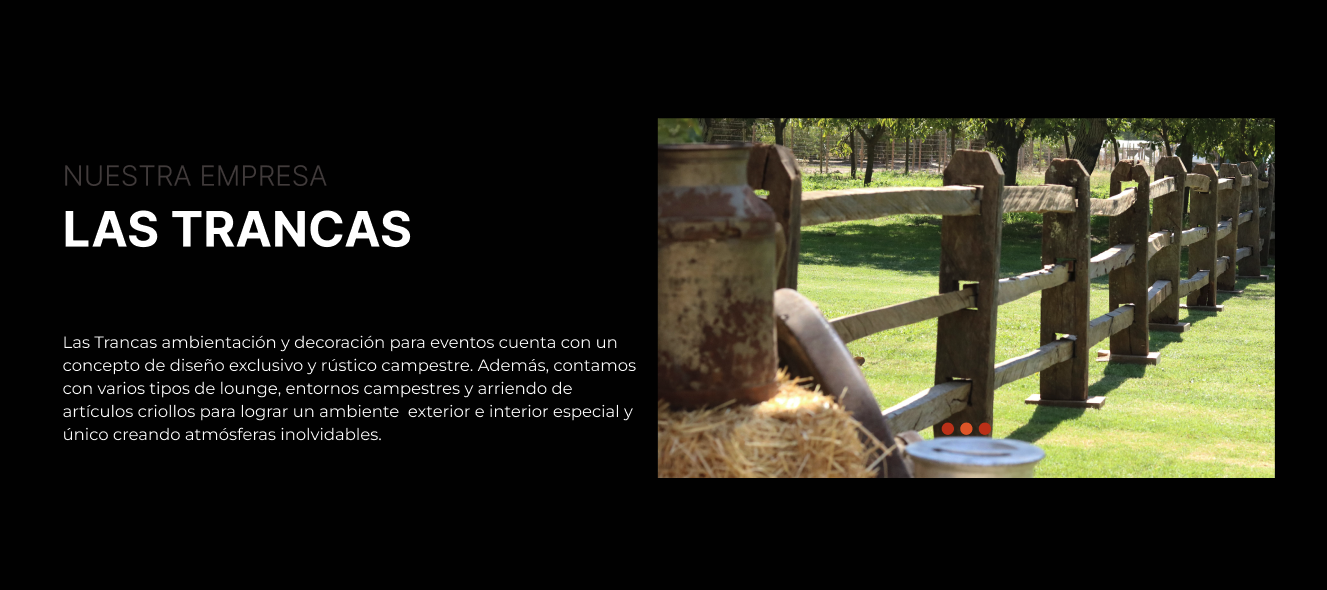 NUESTRA EMPRESA
LAS TRANCAS
Las Trancas ambientación y decoración para eventos cuenta con un
concepto de diseño exclusivo y rústico campestre. Además, contamos
con varios tipos de lounge, entornos campestres y arriendo de
artículos criollos para lograr un ambiente  exterior e interior especial y
único creando atmósferas inolvidables.